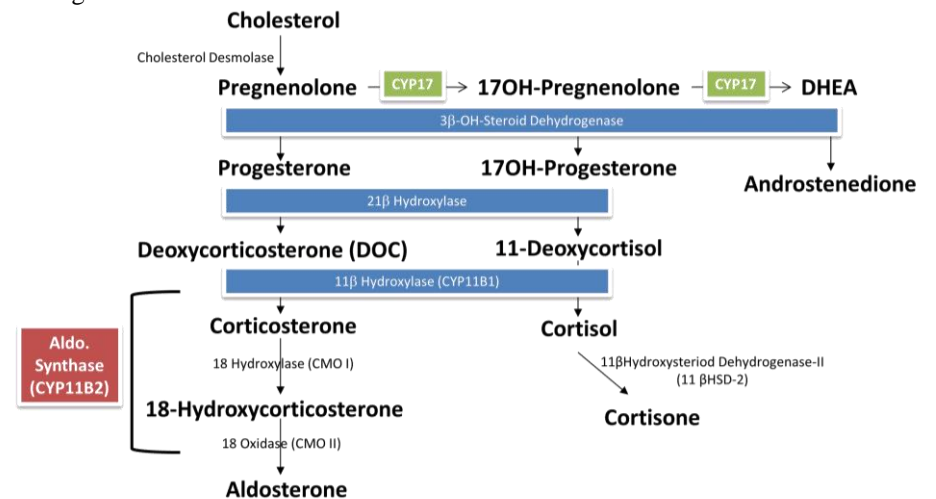 Cholesterol
Cholesterol Desmolase
Pregnenolone
CYP17
17OH-Pregnenolone
CYP17
DHEA
3β-OH-Steroid Dehydrogenase
Progesterone
17OH-Progesterone
Androstenedione
21β Hydroxylase
Deoxycorticosterone (DOC)
11-Deoxycortisol
11β Hydroxylase (CYP11B1)
Aldo.
Synthase
(CYP11B2)
Corticosterone
Cortisol
18 Hydroxylase (CMO I)
11βHydroxysteriod Dehydrogenase-II
(11 βHSD-2)
18-Hydroxycorticosterone
Cortisone
18 Oxidase (CMO II)
Aldosterone